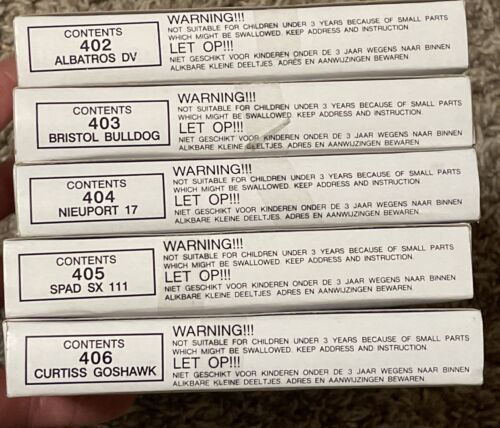 CONTENTS
402
ALBATROS DV
WARNING!!!
NOT SUITABLE FOR CHILDREN UNDER 3 YEARS BECAUSE OF SMALL PARTS
WHICH MIGHT BE SWALLOWED. KEEP ADDRESS AND INSTRUCTION.
LET OP!!!
NIET GESCHIKT VOOR KINDEREN ONDER DE 3 JAAR WEGENS NAAR BINNEN
ALIKBARE KLEINE DEELTJES. ADRES EN AANWIJZINGEN BEWAREN.
CONTENTS
403
BRISTOL BULLDOG
WARNING!!!
NOT SUITABLE FOR CHILDREN UNDER 3 YEARS BECAUSE OF SMALL PARTS
WHICH MIGHT BE SWALLOWED. KEEP ADDRESS AND INSTRUCTION.
LET OP!!!
NIET GESCHIKT VOOR KINDEREN ONDER DE 3 JAAR WEGENS NAAR BINNEN
ALIKBARE KLEINE DEELTJES. ADRES EN AANWIJZINGEN BEWAREN.
CONTENTS
404
NIEUPORT 17
WARNING!!!
NOT SUITABLE FOR CHILDREN UNDER 3 YEARS BECAUSE OF SMALL PARTS
WHICH MIGHT BE SWALLOWED. KEEP ADDRESS AND INSTRUCTION.
LET OP!!!
NIET GESCHIKT VOOR KINDEREN ONDER DE 3 JAAR WEGENS NAAR BINNEN
ALIKBARE KLEINE DEELTJES. ADRES EN AANWIJZINGEN BEWAREN.
CONTENTS
405
SPAD SX 111
WARNING!!!
NOT SUITABLE FOR CHILDREN UNDER 3 YEARS BECAUSE OF SMALL PARTS
WHICH MIGHT BE SWALLOWED. KEEP ADDRESS AND INSTRUCTION.
LET OP!!!
NIET GESCHIKT VOOR KINDEREN ONDER DE 3 JAAR WEGENS NAAR BINNEN
ALIKBARE KLEINE DEELTJES. ADRES EN AANWIJZINGEN BEWAREN.
CONTENTS
406
CURTISS GOSHAWK
WARNING!!!
NOT SUITABLE FOR CHILDREN UNDER 3 YEARS BECAUSE OF SMALL PARTS
WHICH MIGHT BE SWALLOWED. KEEP ADDRESS AND INSTRUCTION.
LET OP!!!
NIET GESCHIKT VOOR KINDEREN ONDER DE 3 JAAR WEGENS NAAR BINNEN
ALIKBARE KLEINE DEELTJES. ADRES EN AANWIJZINGEN BEWAREN.